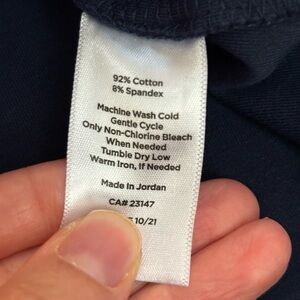 92% Cotton
8% Spandex
Machine Wash Cold
Gentle Cycle
Only Non-Chlorine Bleach
When Needed
Tumble Dry Low
Warm Iron, If Needed
Made In Jordan
CA# 23147
10/21